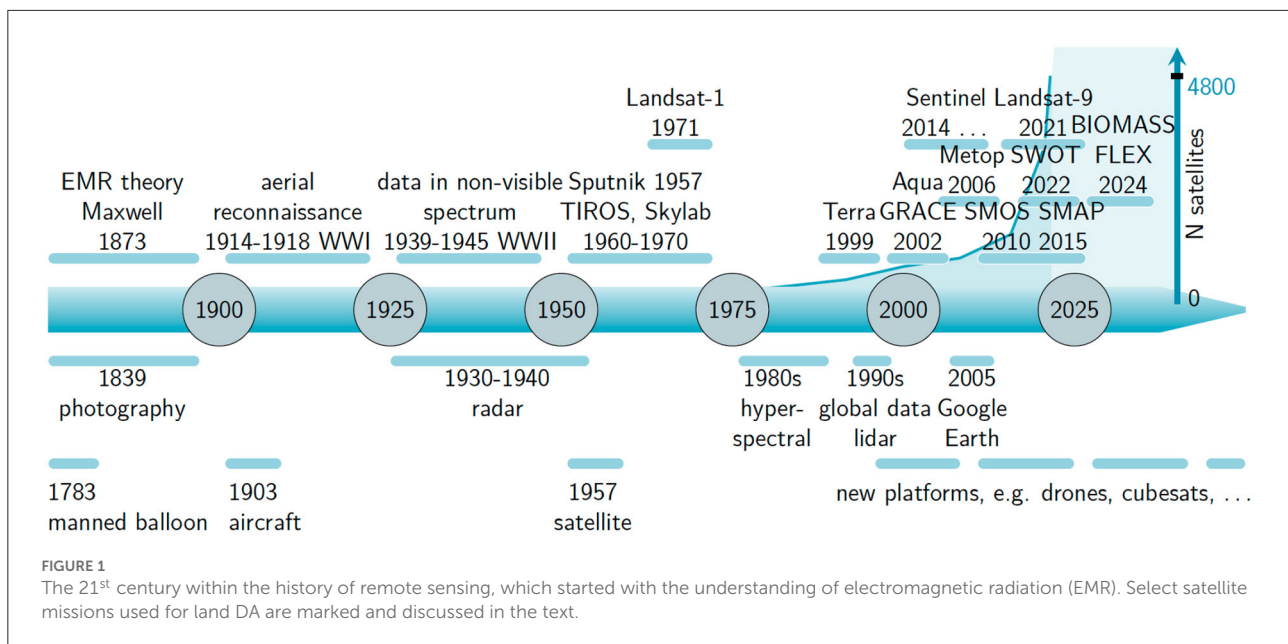 4800
N satellites
0
Landsat-1
1971
Sentinel
2014 ...
Landsat-9
2021
BIOMASS
FLEX
2024
Metop
2006
SWOT
2022
EMR theory
Maxwell
1873
aerial
reconnaissance
1914-1918 WWI
data in non-visible
spectrum
1939-1945 WWII
Sputnik 1957
TIROS, Skylab
1960-1970
Terra
1999
Aqua
GRACE
2002
SMOS
2010
SMAP
2015
1900
1925
1950
1975
2000
2025
1839
photography
1930-1940
radar
1980s
hyper-
spectral
1990s
global data
lidar
2005
Google
Earth
1783
manned balloon
1903
aircraft
1957
satellite
new platforms, e.g. drones, cubesats, ...
FIGURE 1
The 21st century within the history of remote sensing, which started with the understanding of electromagnetic radiation (EMR). Select satellite
missions used for land DA are marked and discussed in the text.